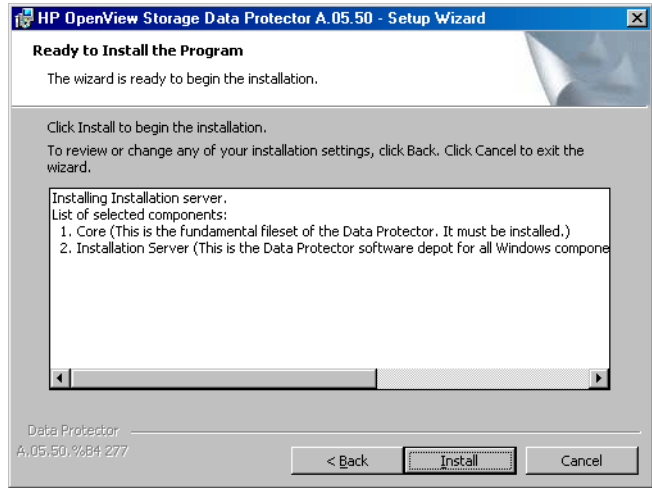 HP OpenView Storage Data Protector A.05.50 - Setup Wizard
Ready to Install the Program
The wizard is ready to begin the installation.
Click Install to begin the installation.
To review or change any of your installation settings, click Back. Click Cancel to exit the
wizard.
Installing Installation server.
List of selected components:
1. Core (This is the fundamental fileset of the Data Protector. It must be installed.)
2. Installation Server (This is the Data Protector software depot for all Windows compone
Data Protector
A.05.50.%B4 277
< Back
Install
Cancel